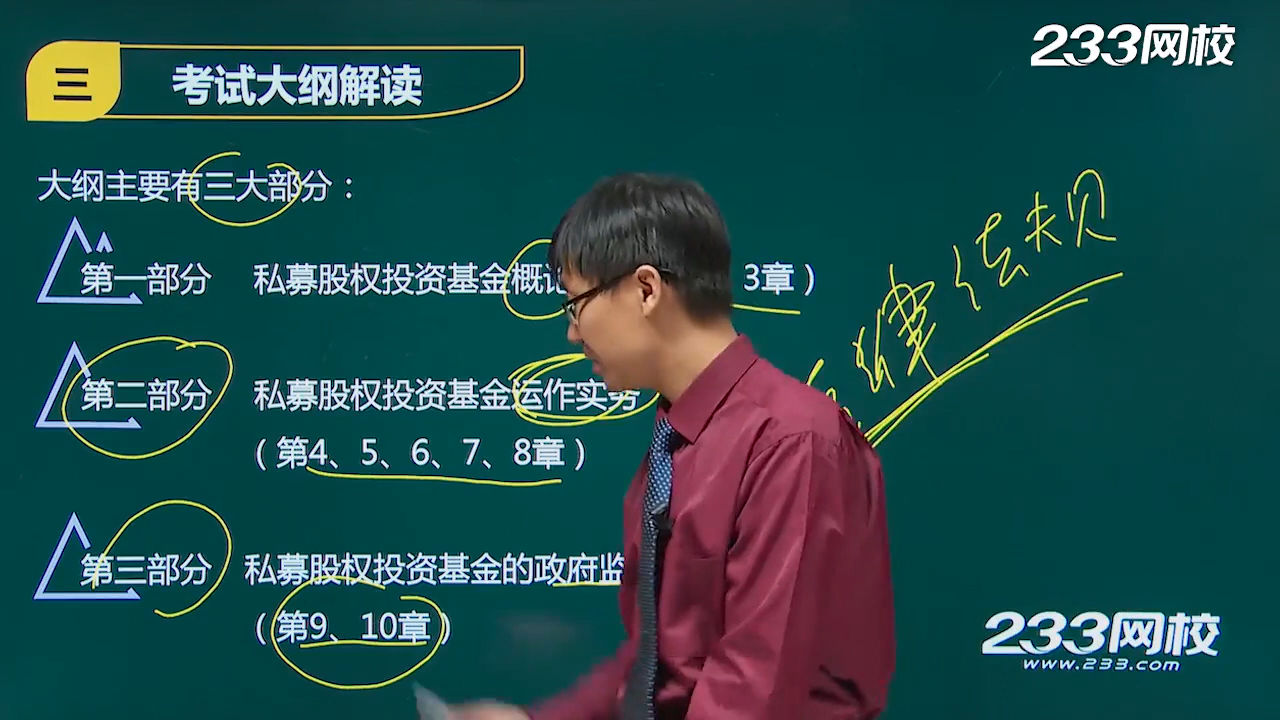 233网校
三 考试大纲解读
大纲主要有三大部分：
第一部分 私募股权投资基金概 3章）
第二部分 私募股权投资基金运作实务
（第4、5、6、7、8章）
第三部分 私募股权投资基金的政府监
（第9、10章）
律法规
233网校
www.233.com